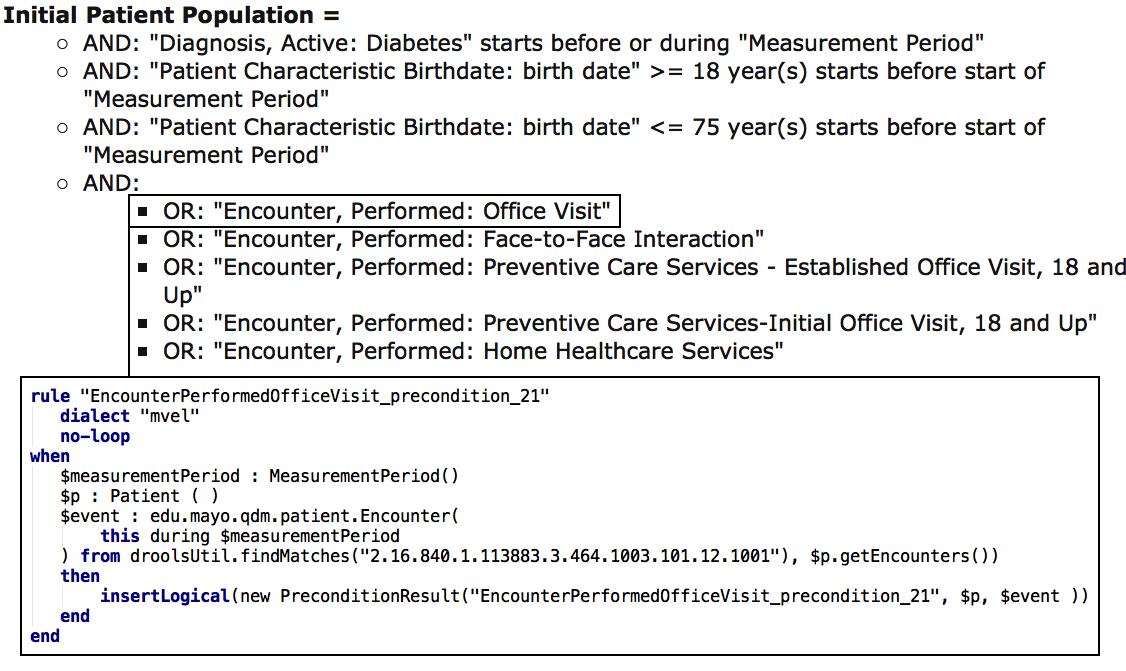 Initial Patient Population =
○ AND: "Diagnosis, Active: Diabetes" starts before or during "Measurement Period"
○ AND: "Patient Characteristic Birthdate: birth date" >= 18 year(s) starts before start of
"Measurement Period"
○ AND: "Patient Characteristic Birthdate: birth date" <= 75 year(s) starts before start of
"Measurement Period"
○ AND:
▪ OR: "Encounter, Performed: Office Visit"
▪ OR: "Encounter, Performed: Face-to-Face Interaction"
▪ OR: "Encounter, Performed: Preventive Care Services - Established Office Visit, 18 and
Up"
▪ OR: "Encounter, Performed: Preventive Care Services-Initial Office Visit, 18 and Up"
▪ OR: "Encounter, Performed: Home Healthcare Services"
rule "EncounterPerformedOfficeVisit_precondition_21"
dialect "mvel"
no-loop
when
$measurementPeriod : MeasurementPeriod()
$p : Patient ( )
$event : edu.mayo.qdm.patient.Encounter(
this during $measurementPeriod
) from droolsUtil.findMatches("2.16.840.1.113883.3.464.1003.101.12.1001"), $p.getEncounters())
then
insertLogical(new PreconditionResult("EncounterPerformedOfficeVisit_precondition_21", $p, $event ))
end
end